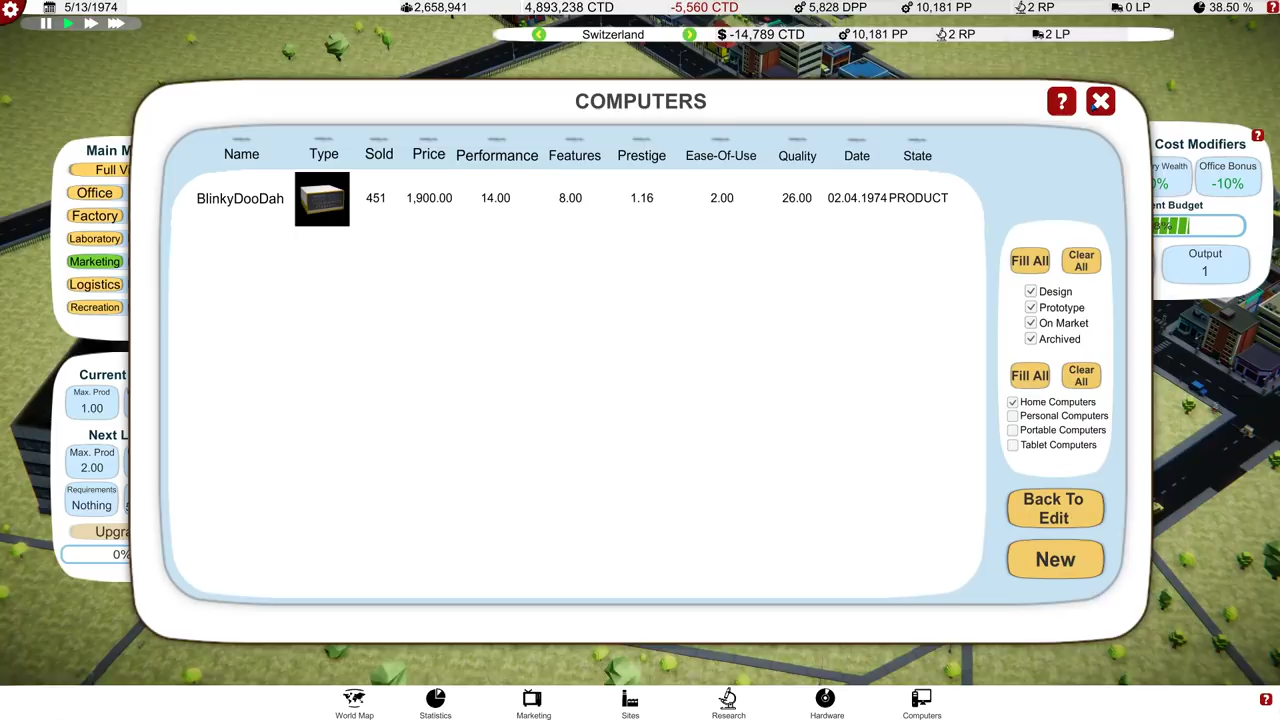 5/13/1974 2,658,941 4,893,238 CTD -5,560 CTD 5,828 DPP 10,181 PP 2 RP 0 LP 38.50 % ?
Switzerland $ -14,789 CTD 10,181 PP 2 RP 2 LP
COMPUTERS ?
Name Type Sold Price Performance Features Prestige Ease-Of-Use Quality Date State
BlinkyDooDah 451 1,900.00 14.00 8.00 1.16 2.00 26.00 02.04.1974 PRODUCT
Main M
Full Vi
Office
Factory
Laboratory
Marketing
Logistics
Recreation
Current
Max. Prod
1.00
Next L
Max. Prod
2.00
Requirements
Nothing
Upgra
0%
Fill All Clear All
Design
Prototype
On Market
Archived
Fill All Clear All
Home Computers
Personal Computers
Portable Computers
Tablet Computers
Back To Edit
New
?
Cost Modifiers
Wealth Office Bonus
0% -10%
Budget
Output
1
World Map Statistics Marketing Sites Research Hardware Computers ?